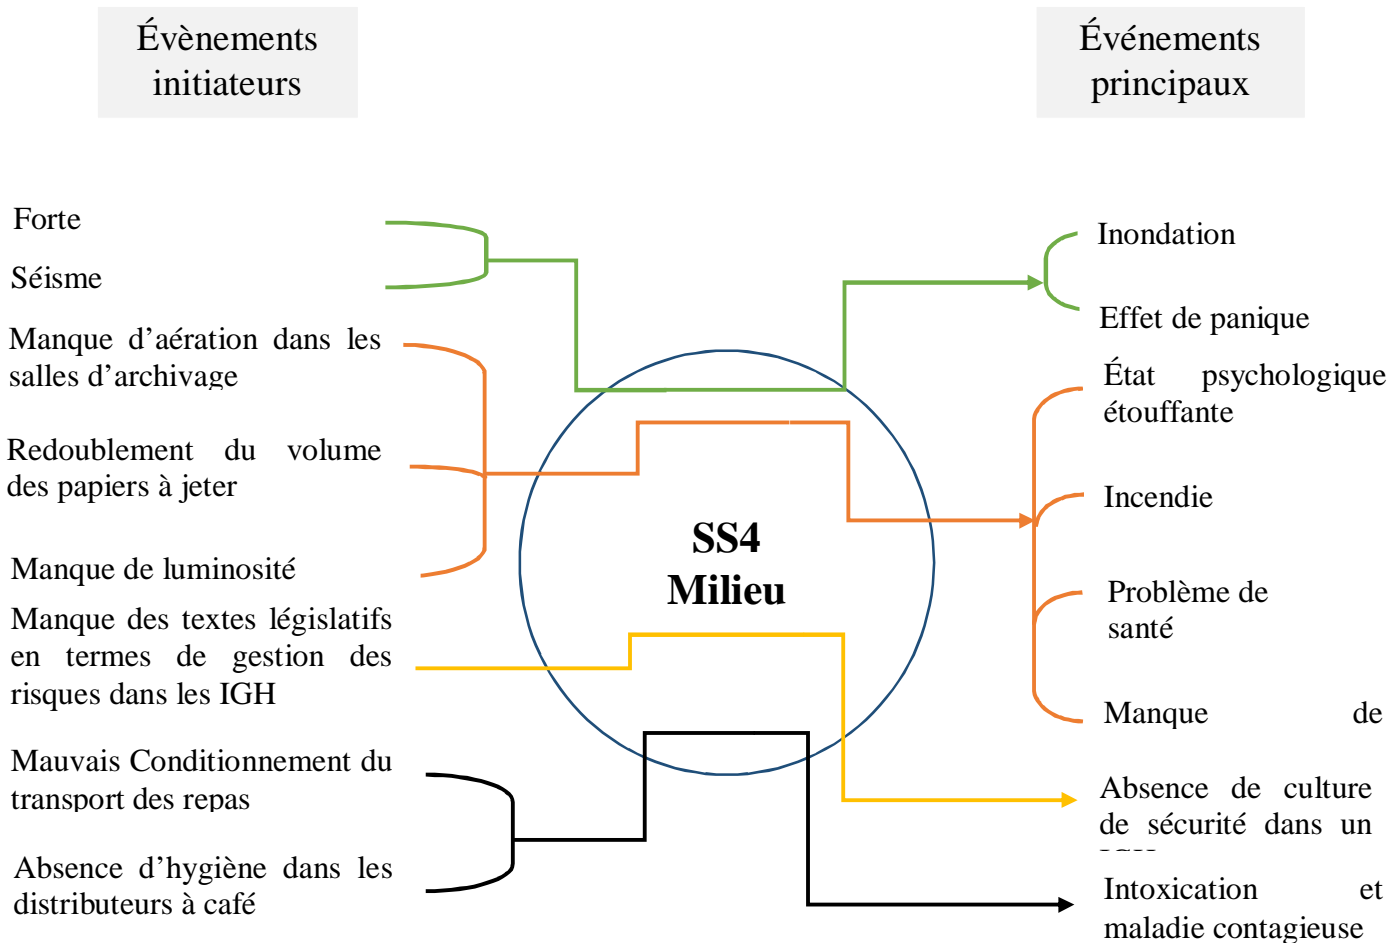 Évènements
initiateurs
Événements
principaux
Forte
Séisme
Manque d’aération dans les
salles d’archivage
Redoublement du volume
des papiers à jeter
Manque de luminosité
Manque des textes législatifs
en termes de gestion des
risques dans les IGH
Mauvais Conditionnement du
transport des repas
Absence d’hygiène dans les
distributeurs à café
SS4
Milieu
Inondation
Effet de panique
État psychologique
étouffante
Incendie
Problème de
santé
Manque de
Absence de culture
de sécurité dans un
Intoxication et
maladie contagieuse